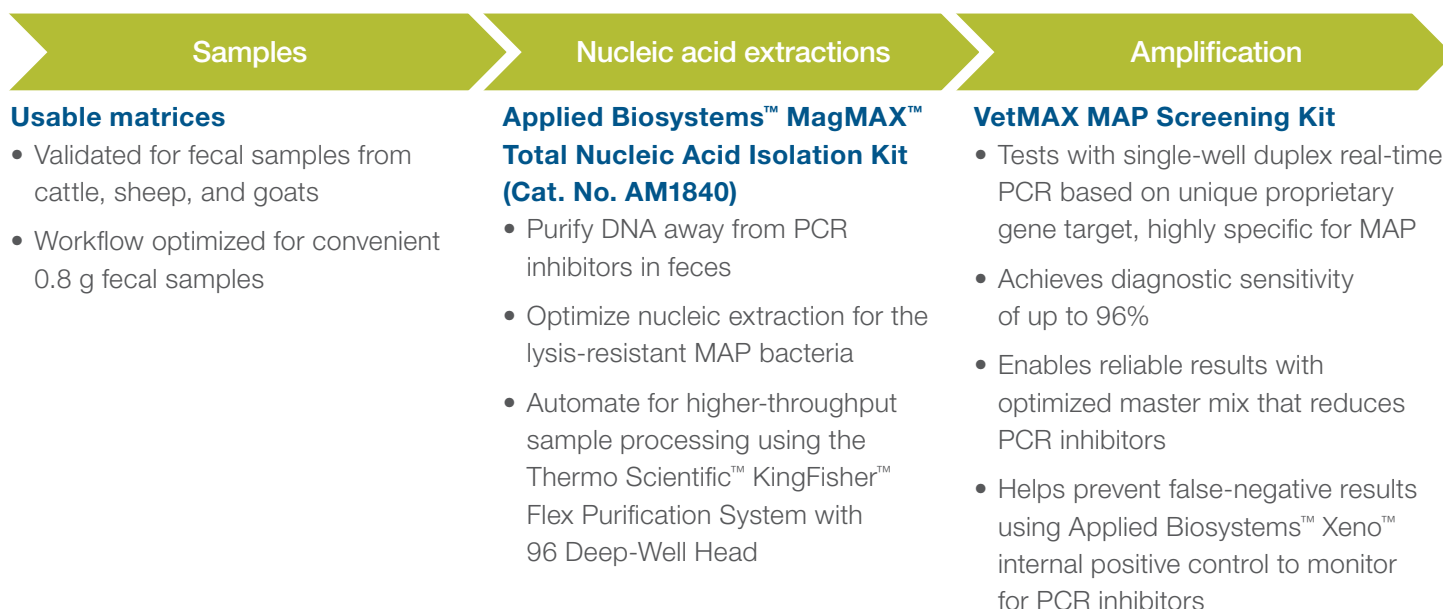 Samples
Nucleic acid extractions
Amplification
Usable matrices
• Validated for fecal samples from
cattle, sheep, and goats
• Workflow optimized for convenient
0.8 g fecal samples
Applied Biosystems™ MagMAX™
Total Nucleic Acid Isolation Kit
(Cat. No. AM1840)
• Purify DNA away from PCR
inhibitors in feces
• Optimize nucleic extraction for the
lysis-resistant MAP bacteria
• Automate for higher-throughput
sample processing using the
Thermo Scientific™ KingFisher™
Flex Purification System with
96 Deep-Well Head
VetMAX MAP Screening Kit
• Tests with single-well duplex real-time
PCR based on unique proprietary
gene target, highly specific for MAP
• Achieves diagnostic sensitivity
of up to 96%
• Enables reliable results with
optimized master mix that reduces
PCR inhibitors
• Helps prevent false-negative results
using Applied Biosystems™ Xeno™
internal positive control to monitor
for PCR inhibitors